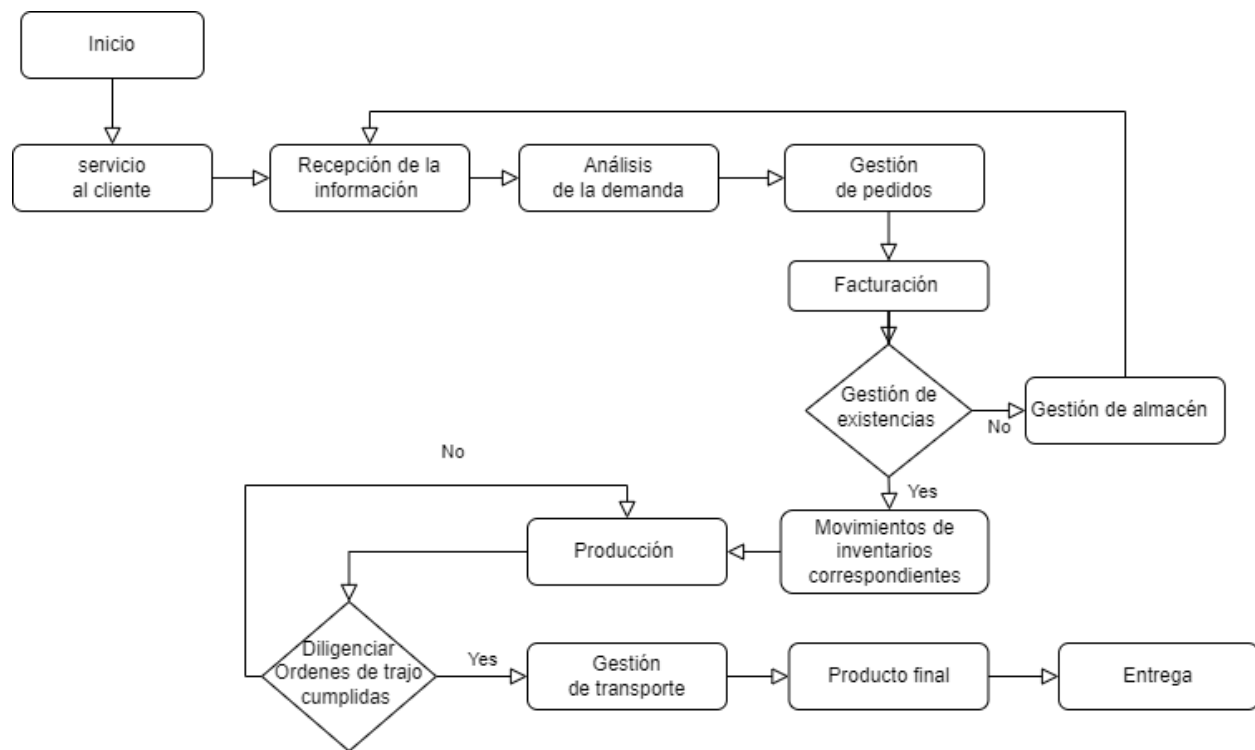 Inicio
servicio
al cliente
Recepción de la
información
Análisis
de la demanda
Gestión
de pedidos
Facturación
Gestión de
existencias
No
Gestión de almacén
Yes
Movimientos de
inventarios
correspondientes
Producción
No
Diligenciar
Ordenes de trajo
cumplidas
Yes
Gestión
de transporte
Producto final
Entrega